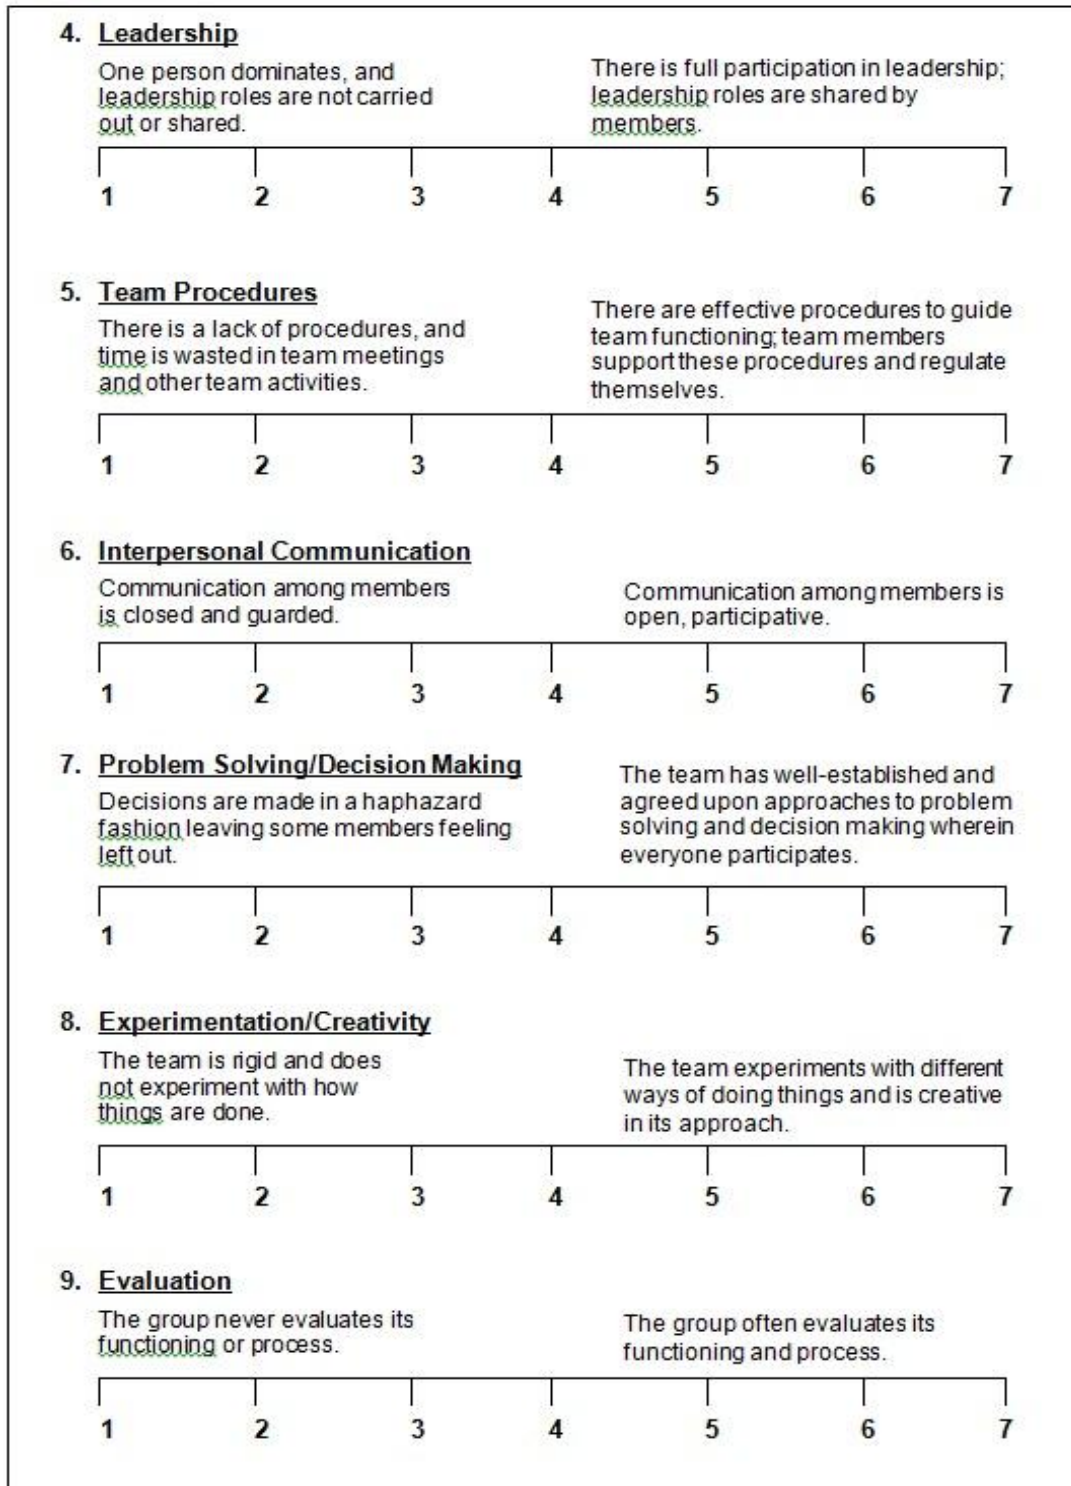 4. Leadership
One person dominates, and
leadership roles are not carried
out or shared.
There is full participation in leadership;
leadership roles are shared by
members.
1 2 3 4 5 6 7
5. Team Procedures
There is a lack of procedures, and
time is wasted in team meetings
and other team activities.
There are effective procedures to guide
team functioning; team members
support these procedures and regulate
themselves.
1 2 3 4 5 6 7
6. Interpersonal Communication
Communication among members
is closed and guarded.
Communication among members is
open, participative.
1 2 3 4 5 6 7
7. Problem Solving/Decision Making
Decisions are made in a haphazard
fashion leaving some members feeling
left out.
The team has well-established and
agreed upon approaches to problem
solving and decision making wherein
everyone participates.
1 2 3 4 5 6 7
8. Experimentation/Creativity
The team is rigid and does
not experiment with how
things are done.
The team experiments with different
ways of doing things and is creative
in its approach.
1 2 3 4 5 6 7
9. Evaluation
The group never evaluates its
functioning or process.
The group often evaluates its
functioning and process.
1 2 3 4 5 6 7